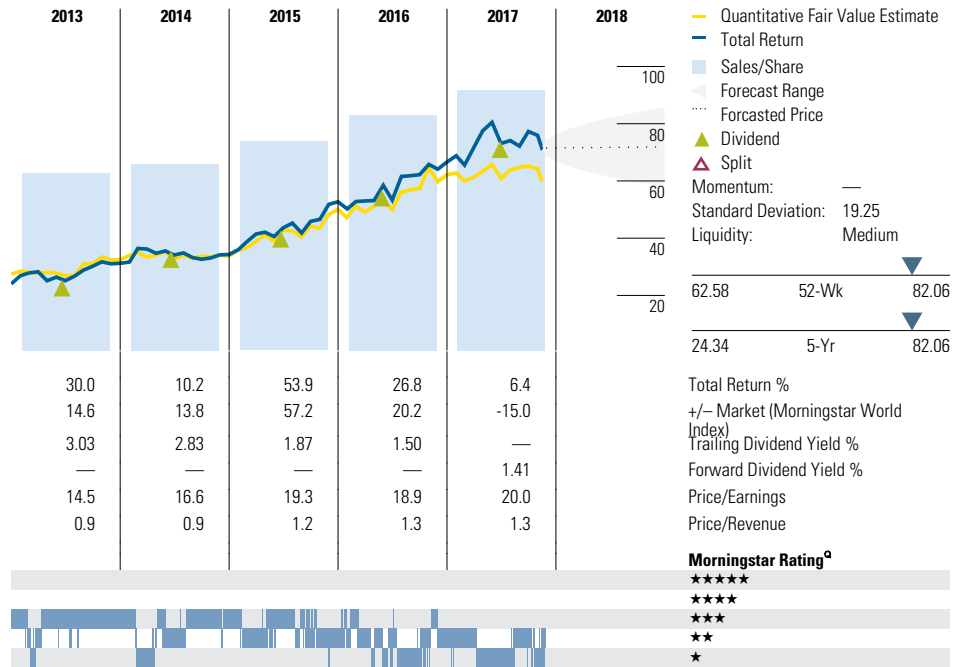 2013 2014 2015 2016 2017 2018
Quantitative Fair Value Estimate
Total Return
Sales/Share
Forecast Range
Forcasted Price
Dividend
Split
Momentum: —
Standard Deviation: 19.25
Liquidity: Medium
100
80
60
40
20
62.58 52-Wk 82.06
24.34 5-Yr 82.06
30.0 10.2 53.9 26.8 6.4 Total Return %
14.6 13.8 57.2 20.2 -15.0 +/– Market (Morningstar World
Index)
3.03 2.83 1.87 1.50 — Trailing Dividend Yield %
— — — — 1.41 Forward Dividend Yield %
14.5 16.6 19.3 18.9 20.0 Price/Earnings
0.9 0.9 1.2 1.3 1.3 Price/Revenue
Morningstar RatingQ
★★★★★
★★★★
★★★
★★
★